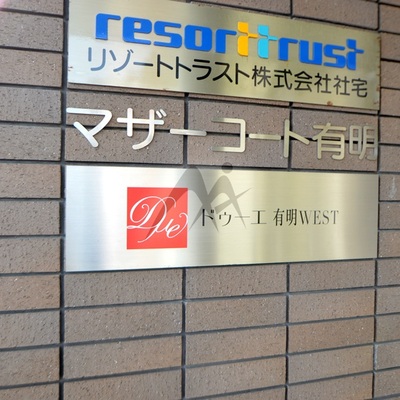 resorttrust
リゾートトラスト株式会社社宅
マザーコート有明
Due
ドゥーエ 有明WEST